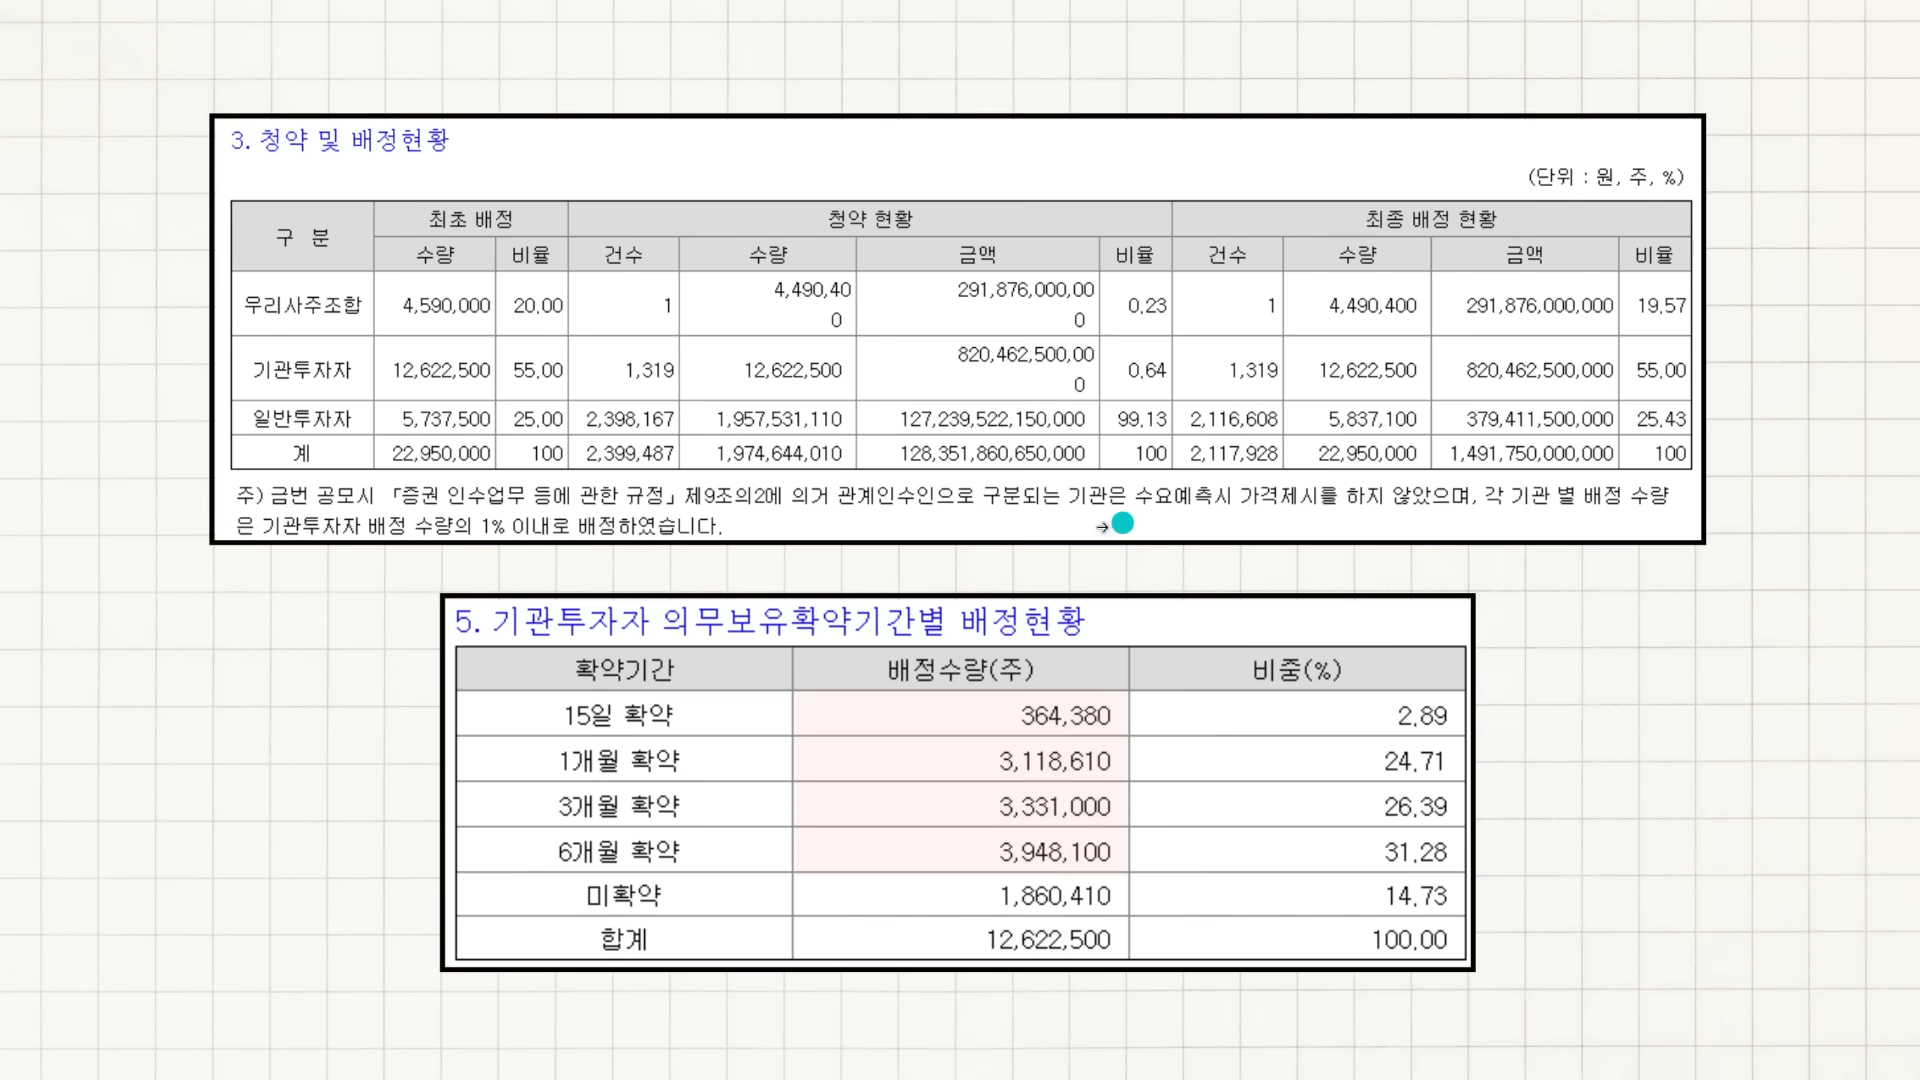 3. 청약 및 배정현황
(단위 : 원, 주, %)
구 분 최초 배정 청약 현황 최종 배정 현황
수량 비율 건수 수량 금액 비율 건수 수량 금액 비율
우리사주조합 4,590,000 20.00 1 4,490,400 291,876,000,000 0.23 1 4,490,400 291,876,000,000 19.57
기관투자자 12,622,500 55.00 1,319 12,622,500 820,462,500,000 0.64 1,319 12,622,500 820,462,500,000 55.00
일반투자자 5,737,500 25.00 2,398,167 1,957,531,110 127,239,522,150,000 99.13 2,116,608 5,837,100 379,411,500,000 25.43
계 22,950,000 100 2,399,487 1,974,644,010 128,351,860,650,000 100 2,117,928 22,950,000 1,491,750,000,000 100
주) 금번 공모시 「증권 인수업무 등에 관한 규정」 제9조의2에 의거 관계인수인으로 구분되는 기관은 수요예측시 가격제시를 하지 않았으며, 각 기관 별 배정 수량
은 기관투자자 배정 수량의 1% 이내로 배정하였습니다.
5. 기관투자자 의무보유확약기간별 배정현황
확약기간 배정수량(주) 비중(%)
15일 확약 364,380 2.89
1개월 확약 3,118,610 24.71
3개월 확약 3,331,000 26.39
6개월 확약 3,948,100 31.28
미확약 1,860,410 14.73
합계 12,622,500 100.00